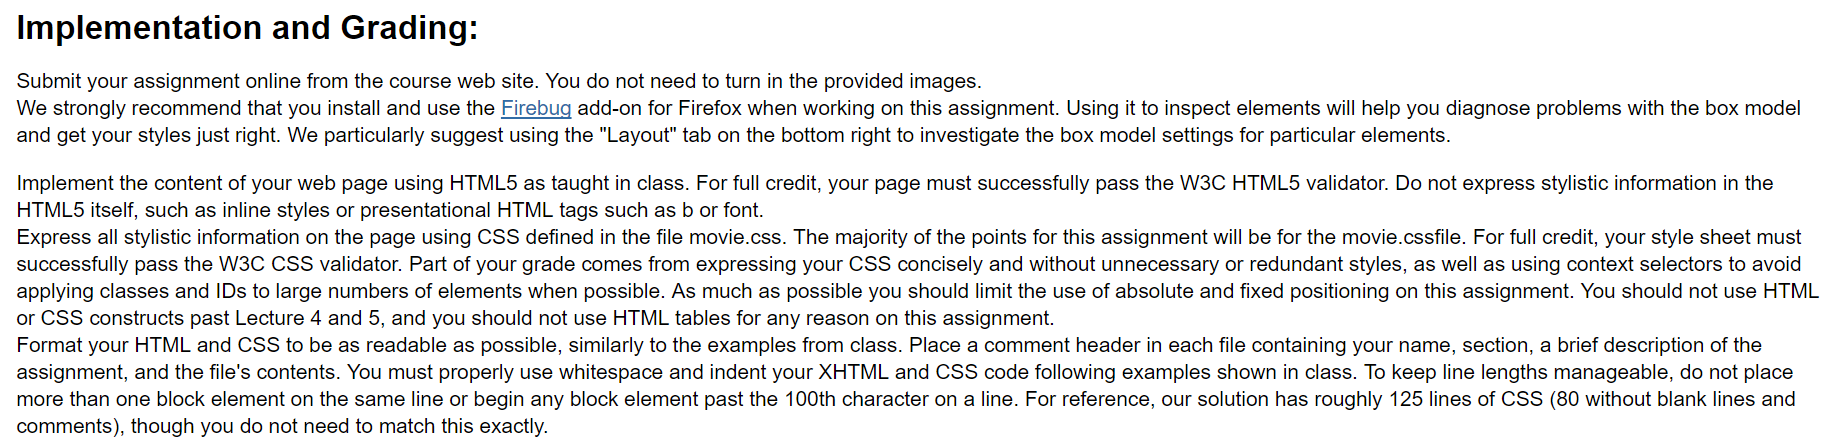 Implementation and Grading:
Submit your assignment online from the course web site. You do not need to turn in the provided images.
We strongly recommend that you install and use the Firebug add-on for Firefox when working on this assignment. Using it to inspect elements will help you diagnose problems with the box model
and get your styles just right. We particularly suggest using the "Layout" tab on the bottom right to investigate the box model settings for particular elements.
Implement the content of your web page using HTML5 as taught in class. For full credit, your page must successfully pass the W3C HTML5 validator. Do not express stylistic information in the
HTML5 itself, such as inline styles or presentational HTML tags such as b or font.
Express all stylistic information on the page using CSS defined in the file movie.css. The majority of the points for this assignment will be for the movie.cssfile. For full credit, your style sheet must
successfully pass the W3C CSS validator. Part of your grade comes from expressing your CSS concisely and without unnecessary or redundant styles, as well as using context selectors to avoid
applying classes and IDs to large numbers of elements when possible. As much as possible you should limit the use of absolute and fixed positioning on this assignment. You should not use HTML
or CSS constructs past Lecture 4 and 5, and you should not use HTML tables for any reason on this assignment.
Format your HTML and CSS to be as readable as possible, similarly to the examples from class. Place a comment header in each file containing your name, section, a brief description of the
assignment, and the file's contents. You must properly use whitespace and indent your XHTML and CSS code following examples shown in class. To keep line lengths manageable, do not place
more than one block element on the same line or begin any block element past the 100th character on a line. For reference, our solution has roughly 125 lines of CSS (80 without blank lines and
comments), though you do not need to match this exactly.